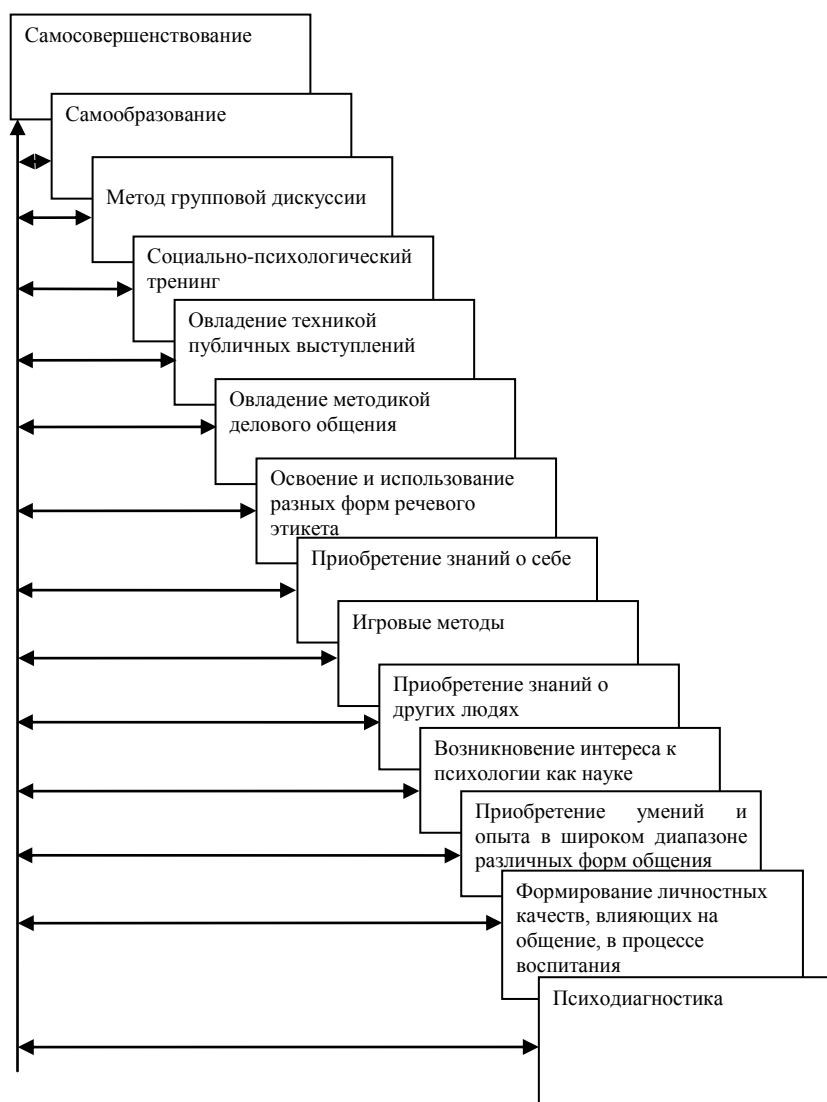 Самосовершенствование
Самообразование
Метод групповой дискуссии
Социально-психологический
тренинг
Овладение техникой
публичных выступлений
Овладение методикой
делового общения
Освоение и использование
разных форм речевого
этикета
Приобретение знаний о себе
Игровые методы
Приобретение знаний о
других людях
Возникновение интереса к
психологии как науке
Приобретение умений и
опыта в широком диапазоне
различных форм общения
Формирование личностных
качеств, влияющих на
общение, в процессе
воспитания
Психодиагностика